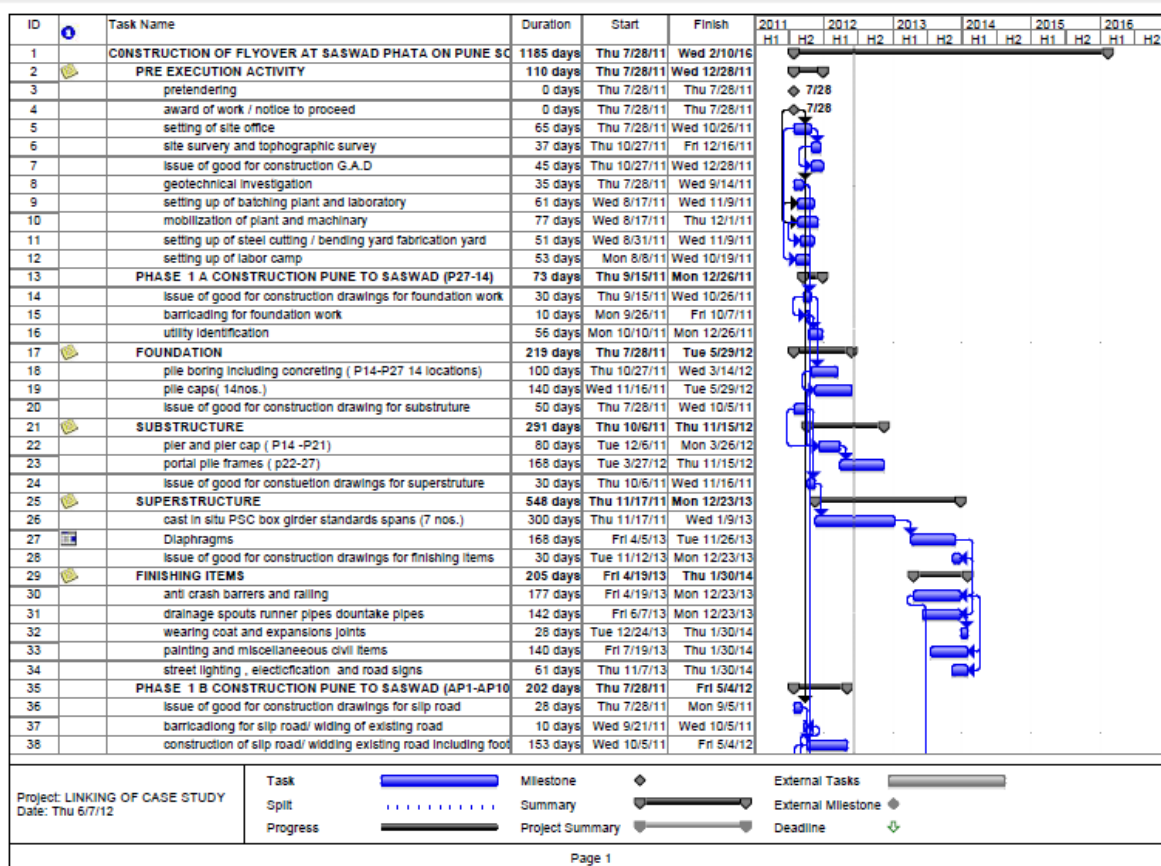 ID Task Name Duration Start Finish 2011 2012 2013 2014 2015 2016
H1 H2 H1 H2 H1 H2 H1 H2 H1 H2 H1 H2
1 CONSTRUCTION OF FLYOVER AT SASWAD PHATA ON PUNE SO 1185 days Thu 7/28/11 Wed 2/10/16
2 PRE EXECUTION ACTIVITY 110 days Thu 7/28/11 Wed 12/28/11
3 pretendering 0 days Thu 7/28/11 Thu 7/28/11 7/28
4 award of work / notice to proceed 0 days Thu 7/28/11 Thu 7/28/11 7/28
5 setting of site office 65 days Thu 7/28/11 Wed 10/26/11
6 site survery and tophographic survey 37 days Thu 10/27/11 Fri 12/16/11
7 issue of good for construction G.A.D 45 days Thu 10/27/11 Wed 12/28/11
8 geotechnical investigation 35 days Thu 7/28/11 Wed 9/14/11
9 setting up of batching plant and laboratory 61 days Wed 8/17/11 Wed 11/9/11
10 mobilization of plant and machinary 77 days Wed 8/17/11 Thu 12/1/11
11 setting up of steel cutting / bending yard fabrication yard 51 days Wed 8/31/11 Wed 11/9/11
12 setting up of labor camp 53 days Mon 8/8/11 Wed 10/19/11
13 PHASE 1 A CONSTRUCTION PUNE TO SASWAD (P27-14) 73 days Thu 9/15/11 Mon 12/26/11
14 issue of good for construction drawings for foundation work 30 days Thu 9/15/11 Wed 10/26/11
15 barricading for foundation work 10 days Mon 9/26/11 Fri 10/7/11
16 utility identification 56 days Mon 10/10/11 Mon 12/26/11
17 FOUNDATION 219 days Thu 7/28/11 Tue 5/29/12
18 pile boring including concreting ( P14-P27 14 locations) 100 days Thu 10/27/11 Wed 3/14/12
19 pile caps( 14nos.) 140 days Wed 11/16/11 Tue 5/29/12
20 issue of good for construction drawing for substruture 50 days Thu 7/28/11 Wed 10/5/11
21 SUBSTRUCTURE 291 days Thu 10/6/11 Thu 11/15/12
22 pier and pier cap ( P14 -P21) 80 days Tue 12/6/11 Mon 3/26/12
23 portal pile frames ( p22-27) 168 days Tue 3/27/12 Thu 11/15/12
24 issue of good for constuetion drawings for superstruture 30 days Thu 10/6/11 Wed 11/16/11
25 SUPERSTRUCTURE 548 days Thu 11/17/11 Mon 12/23/13
26 cast in situ PSC box girder standards spans (7 nos.) 300 days Thu 11/17/11 Wed 1/9/13
27 Diaphragms 168 days Fri 4/5/13 Tue 11/26/13
28 issue of good for construction drawings for finishing items 30 days Tue 11/12/13 Mon 12/23/13
29 FINISHING ITEMS 205 days Fri 4/19/13 Thu 1/30/14
30 anti crash barrers and railing 177 days Fri 4/19/13 Mon 12/23/13
31 drainage spouts runner pipes dountake pipes 142 days Fri 6/7/13 Mon 12/23/13
32 wearing coat and expansions joints 28 days Tue 12/24/13 Thu 1/30/14
33 painting and miscellaneeous civil items 140 days Fri 7/19/13 Thu 1/30/14
34 street lighting , electicfication and road signs 61 days Thu 11/7/13 Thu 1/30/14
35 PHASE 1 B CONSTRUCTION PUNE TO SASWAD (AP1-AP10 202 days Thu 7/28/11 Fri 5/4/12
36 issue of good for construction drawings for slip road 28 days Thu 7/28/11 Mon 9/5/11
37 barricadiong for slip road/ widing of existing road 10 days Wed 9/21/11 Wed 10/5/11
38 construction of slip road/ widding existing road including foot 153 days Wed 10/5/11 Fri 5/4/12
Project: LINKING OF CASE STUDY
Date: Thu 6/7/12
Task Milestone External Tasks
Split Summary External Milestone
Progress Project Summary Deadline
Page 1